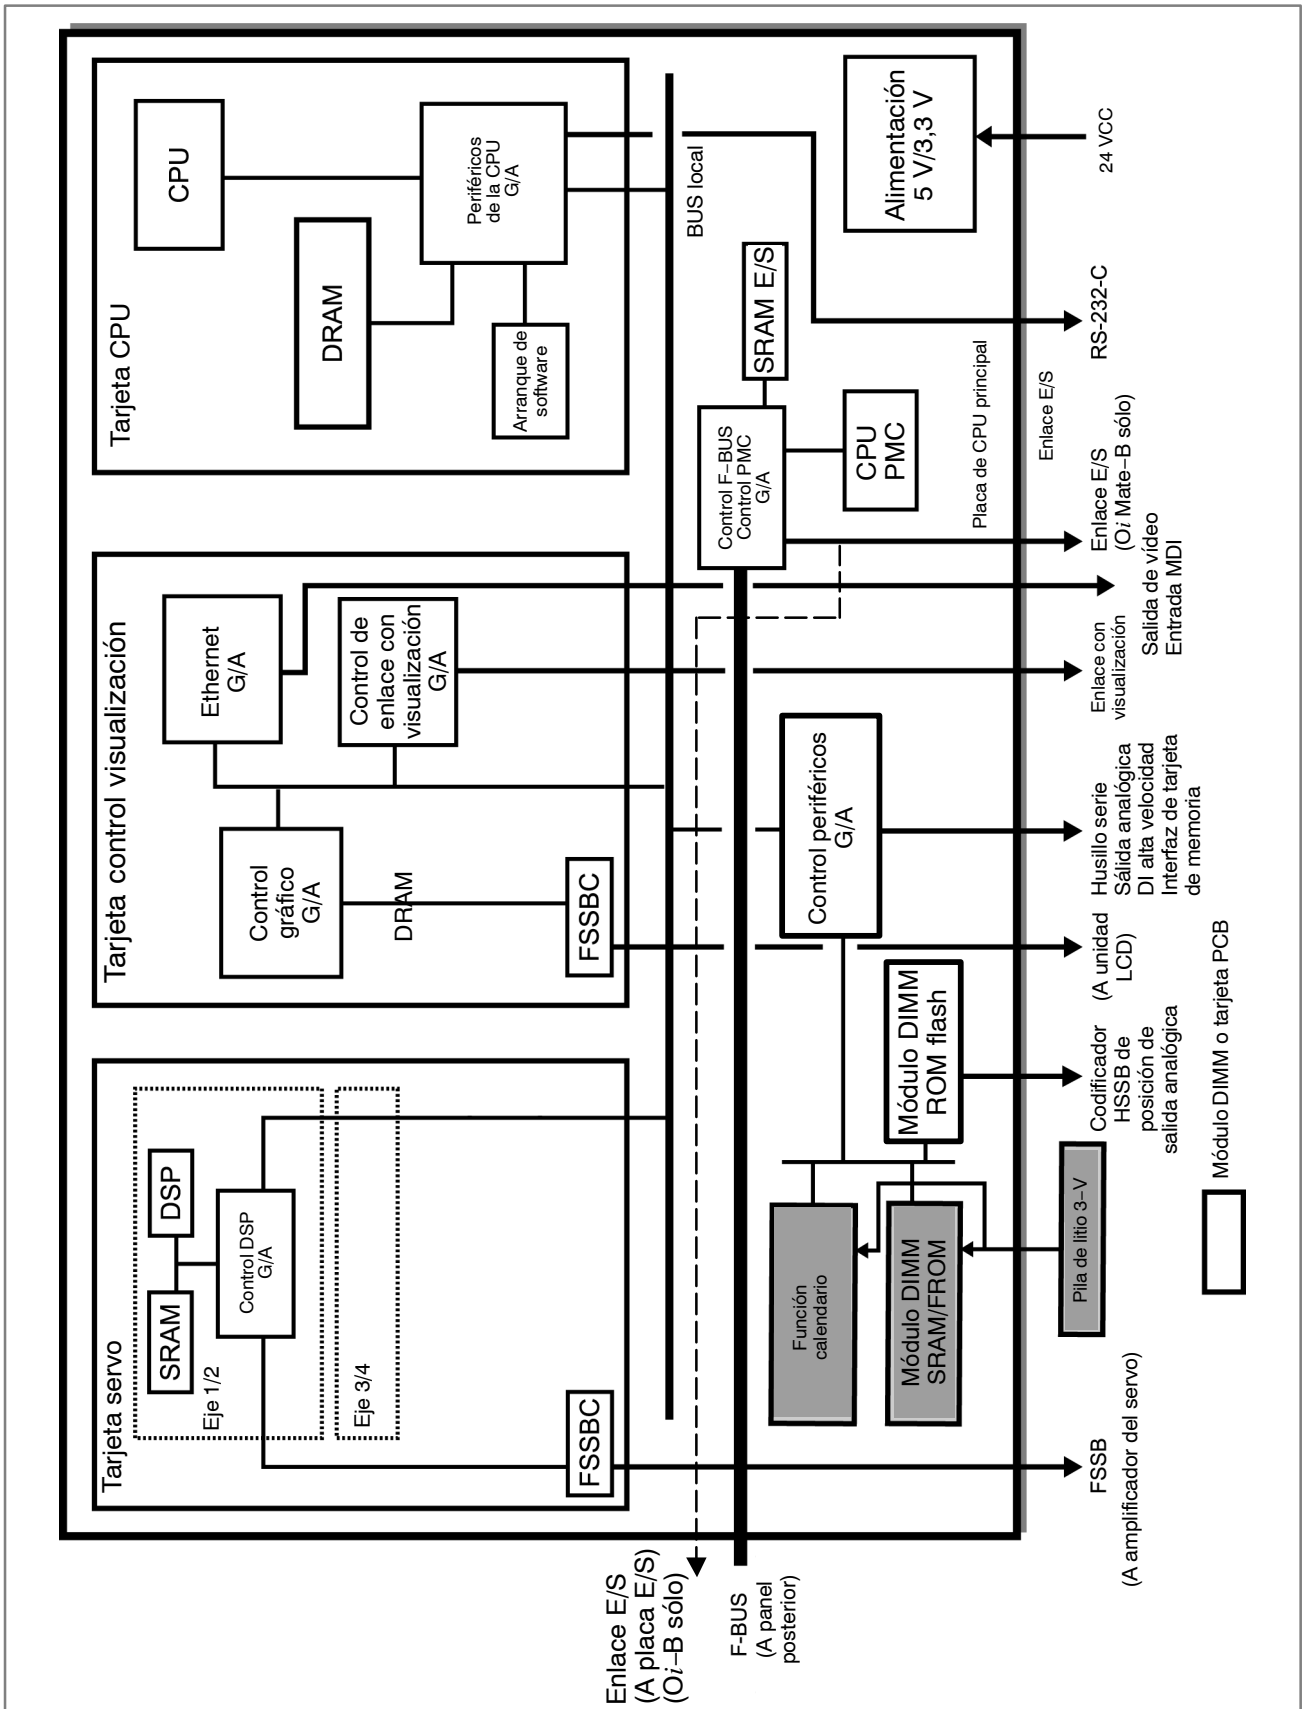 Tarjeta servo
SRAM
DSP
Control DSP
G/A
Eje 1/2
Eje 3/4
FSSBC
Tarjeta control visualización
Ethernet
G/A
Control
gráfico
G/A
Control de
enlace con
visualización
G/A
DRAM
FSSBC
Tarjeta CPU
CPU
DRAM
Periféricos
de la CPU
G/A
Arranque de
software
BUS local
Enlace E/S
(A placa E/S)
(Oi–B sólo)
F-BUS
(A panel
posterior)
Control F–BUS
Control PMC
G/A
SRAM E/S
CPU
PMC
Alimentación
5 V/3,3 V
Control periféricos
G/A
Función
calendario
Módulo DIMM
SRAM/FROM
Módulo DIMM
ROM flash
Placa de CPU principal
Enlace E/S
Pila de litio 3–V
FSSB
(A amplificador del servo)
Codificador
HSSB de
posición de
salida analógica
(A unidad
LCD)
Husillo serie
Sálida analógica
DI alta velocidad
Interfaz de tarjeta
de memoria
Enlace con
visualización
Salida de vídeo
Entrada MDI
Enlace E/S
(Oi Mate–B sólo)
RS-232-C
24 VCC
Módulo DIMM o tarjeta PCB